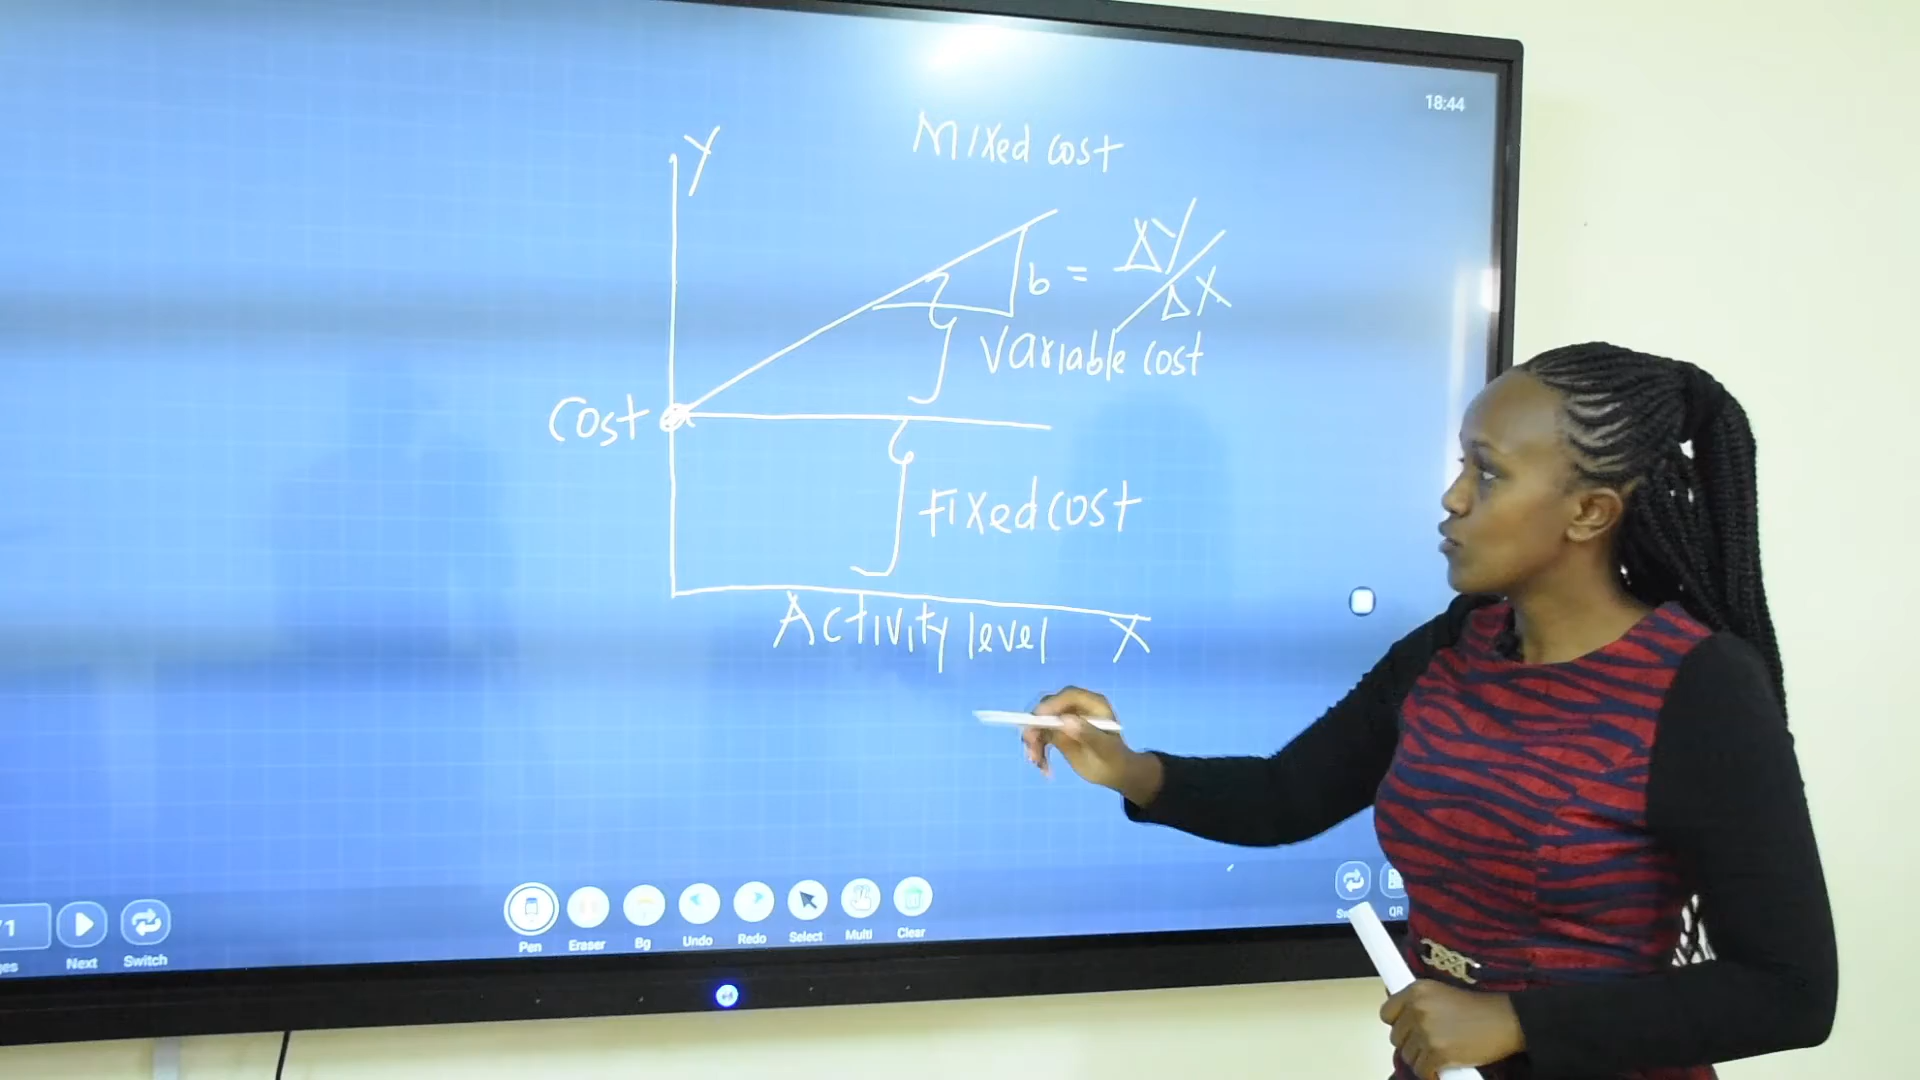 18:44
Mixed cost
Y
b = ΔY/ΔX
Variable cost
Cost a
Fixed cost
Activity level X
/1
Next
Switch
Pen
Eraser
Bg
Undo
Redo
Select
Multi
Clear
QR